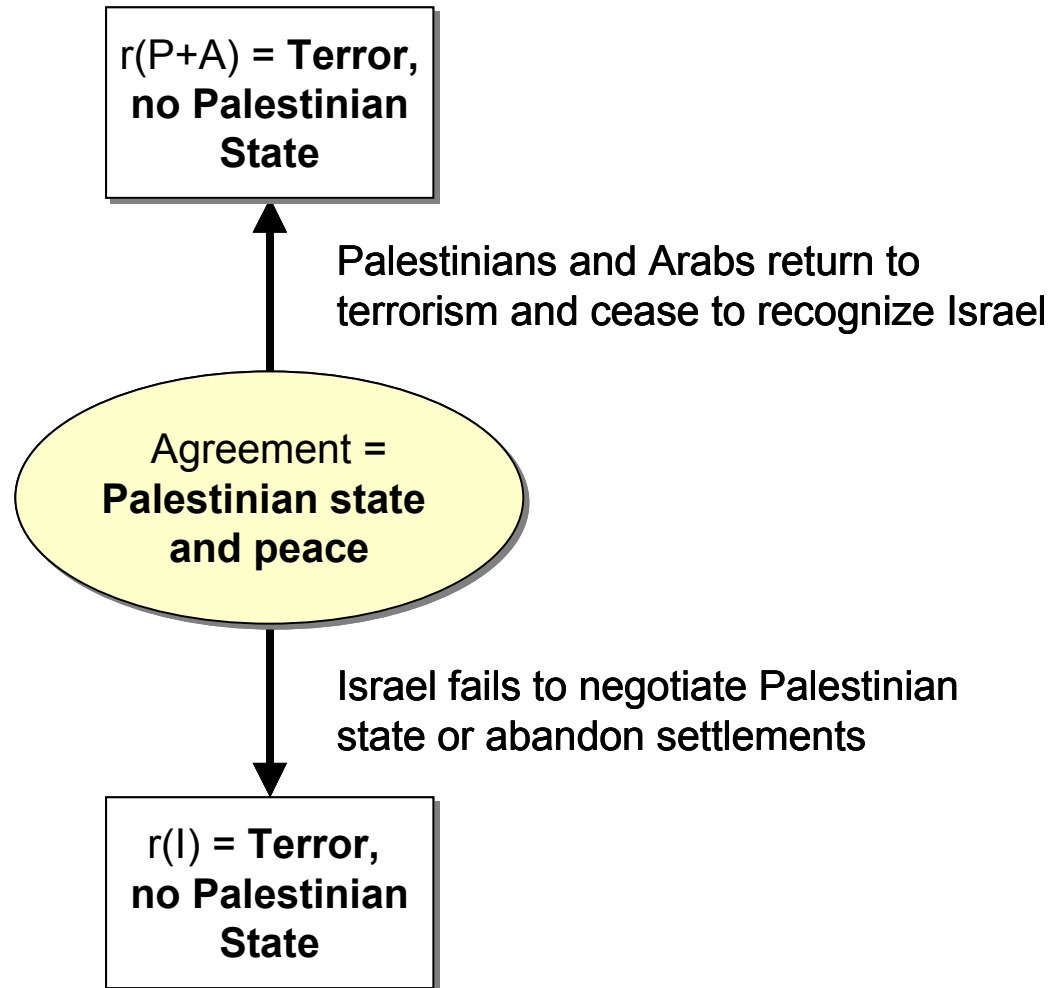 r(P+A) = Terror,
no Palestinian
State
Palestinians and Arabs return to
terrorism and cease to recognize Israel
Agreement =
Palestinian state
and peace
Israel fails to negotiate Palestinian
state or abandon settlements
r(I) = Terror,
no Palestinian
State